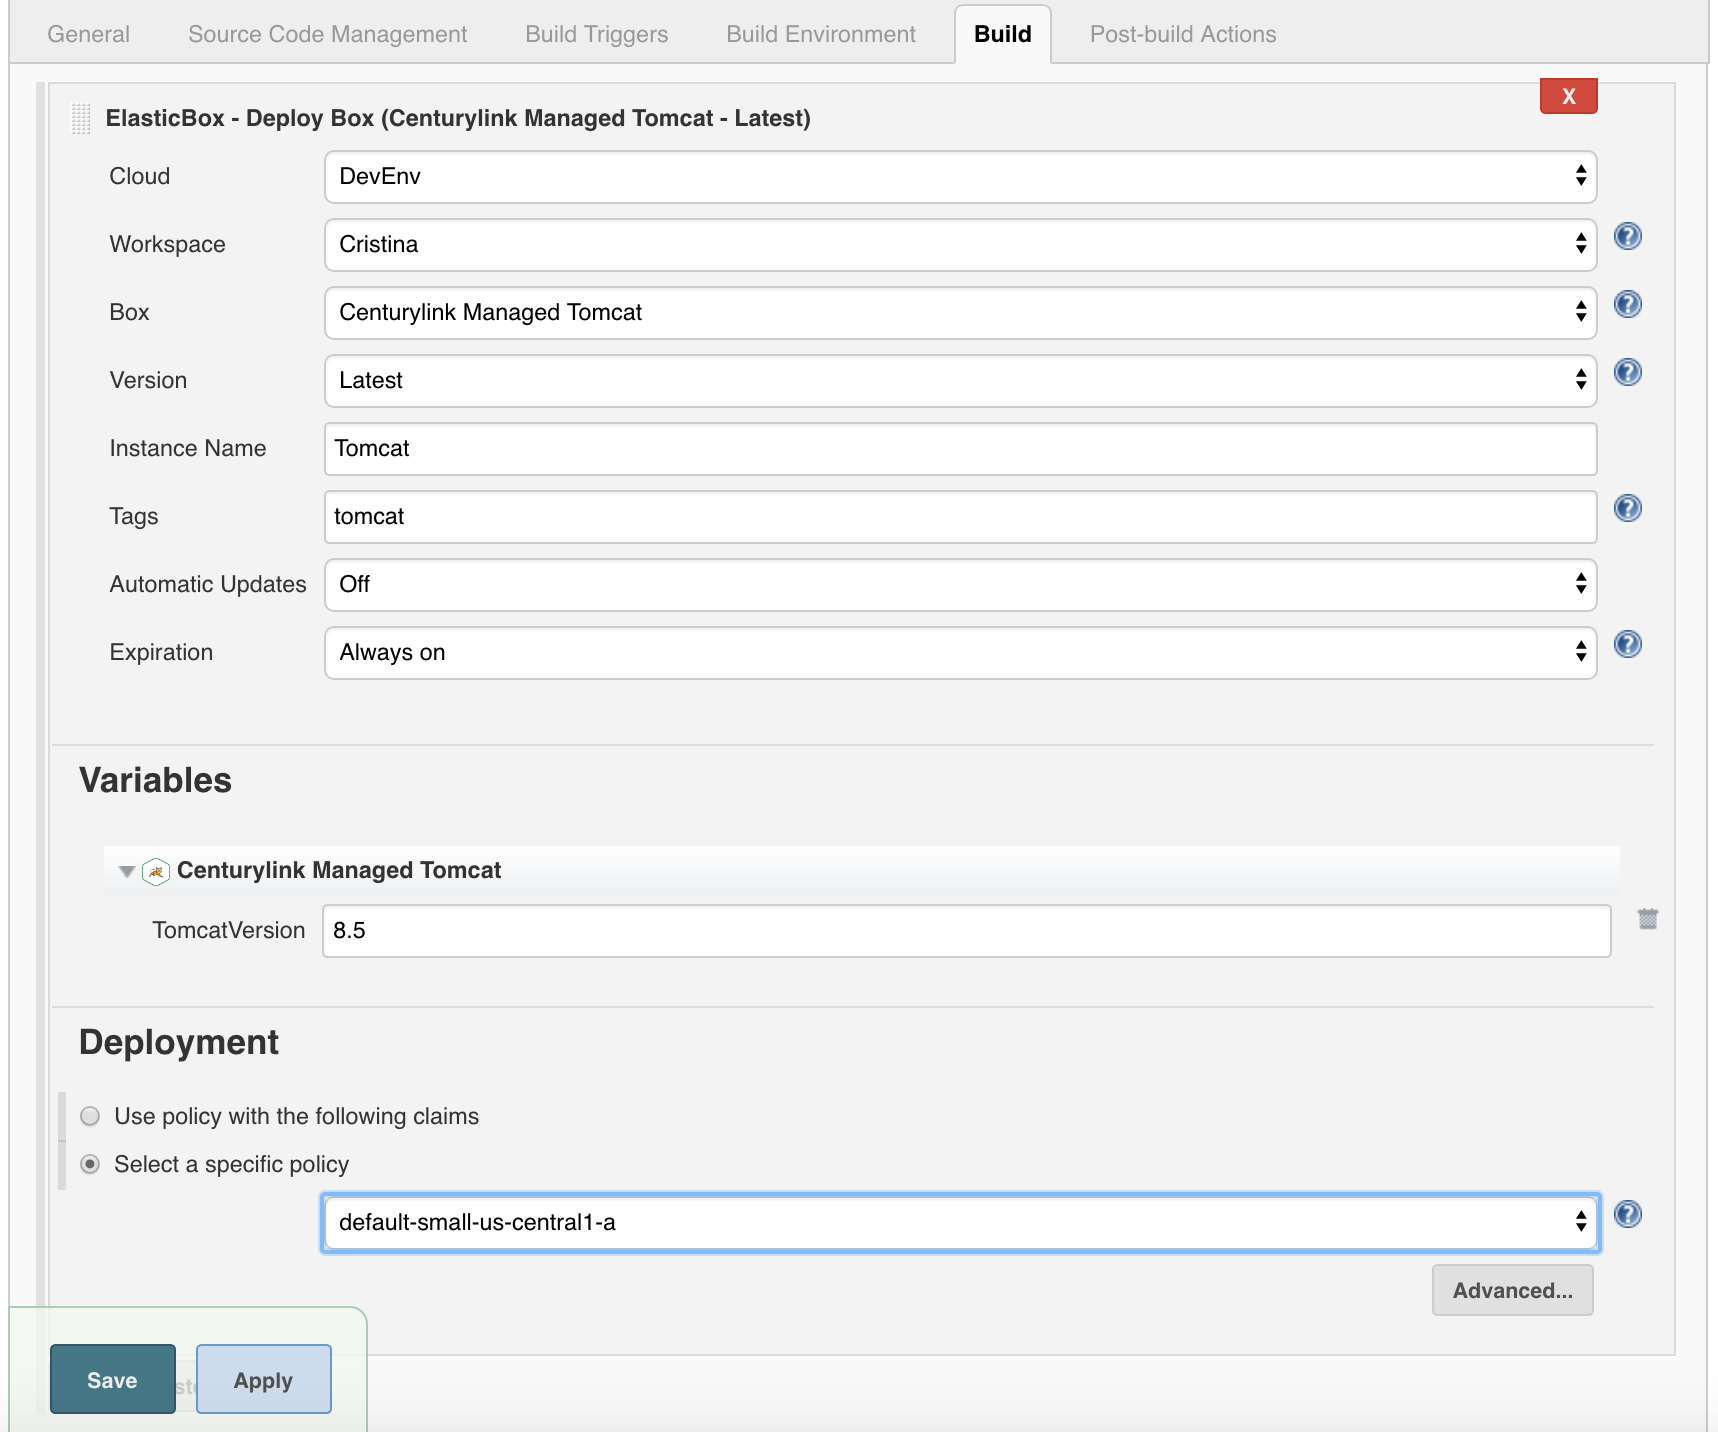 General Source Code Management Build Triggers Build Environment Build Post-build Actions
X
ElasticBox - Deploy Box (Centurylink Managed Tomcat - Latest)
Cloud DevEnv
Workspace Cristina ?
Box Centurylink Managed Tomcat ?
Version Latest ?
Instance Name Tomcat
Tags tomcat ?
Automatic Updates Off
Expiration Always on ?
Variables
Centurylink Managed Tomcat
TomcatVersion 8.5
Deployment
Use policy with the following claims
Select a specific policy
default-small-us-central1-a ?
Advanced...
Save Apply